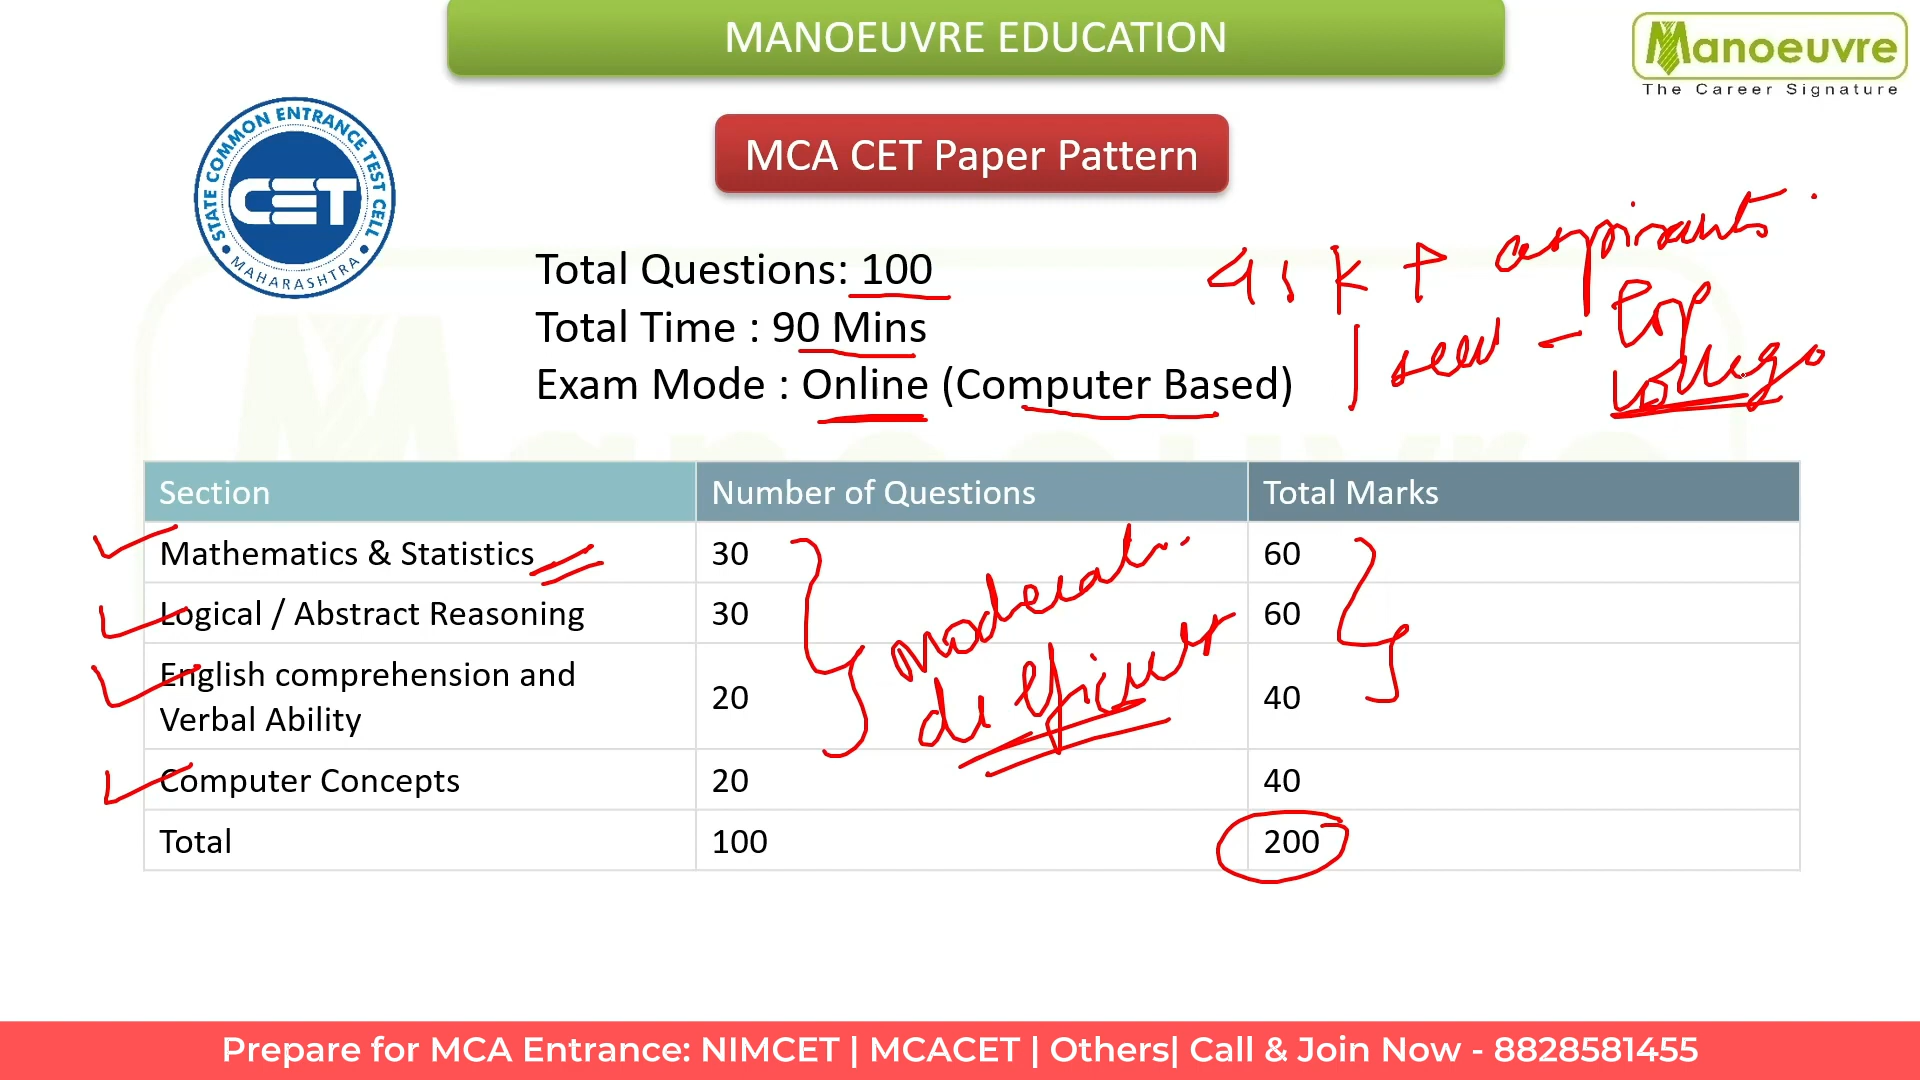 MANOEUVRE EDUCATION
Manoeuvre
The Career Signature
STATE COMMON ENTRANCE TEST CELL
CET
MAHARASHTRA
MCA CET Paper Pattern
Total Questions: 100
Total Time : 90 Mins
Exam Mode : Online (Computer Based)
k + aspirants
1 seat - top
college
Section Number of Questions Total Marks
Mathematics & Statistics 30 60
Logical / Abstract Reasoning 30 60
English comprehension and
Verbal Ability 20 40
Computer Concepts 20 40
Total 100 200
moderate
difficult
Prepare for MCA Entrance: NIMCET | MCACET | Others| Call & Join Now - 8828581455